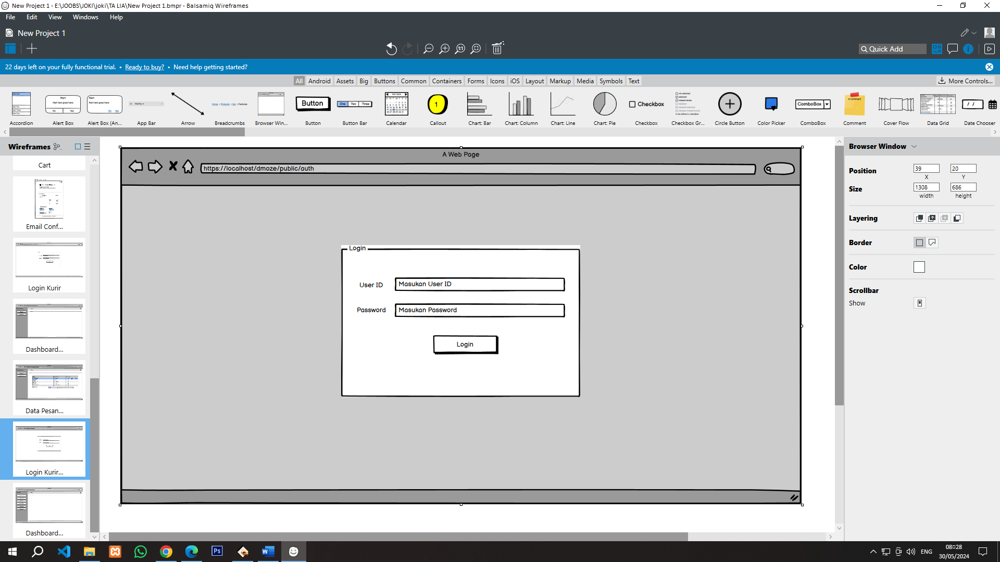 New Project 1 - E:\JOOBS\JOKI\joki\TA LIA\New Project 1.bmpr - Balsamiq Wireframes
File Edit View Windows Help
New Project 1
Quick Add
22 days left on your fully functional trial. • Ready to buy? • Need help getting started?
All Android Assets Big Buttons Common Containers Forms Icons iOS Layout Markup Media Symbols Text
More Controls...
Button
One Two Three
1
Checkbox
ComboBox
A comment
/ /
Accordion Alert Box Alert Box (An... App Bar Arrow Breadcrumbs Browser Win... Button Button Bar Calendar Callout Chart: Bar Chart: Column Chart: Line Chart: Pie Checkbox Checkbox Gr... Circle Button Color Picker ComboBox Comment Cover Flow Data Grid Date Chooser
Wireframes
Cart
Email Conf...
Login Kurir
Dashboard...
Data Pesan...
Login Kurir...
Dashboard...
A Web Page
https://localhost/dmoze/public/auth
Login
User ID
Masukan User ID
Password
Masukan Password
Login
Browser Window
Position
39 20
X Y
Size
1308 686
width height
Layering
Border
Color
Scrollbar
Show
ENG
08:28
30/05/2024